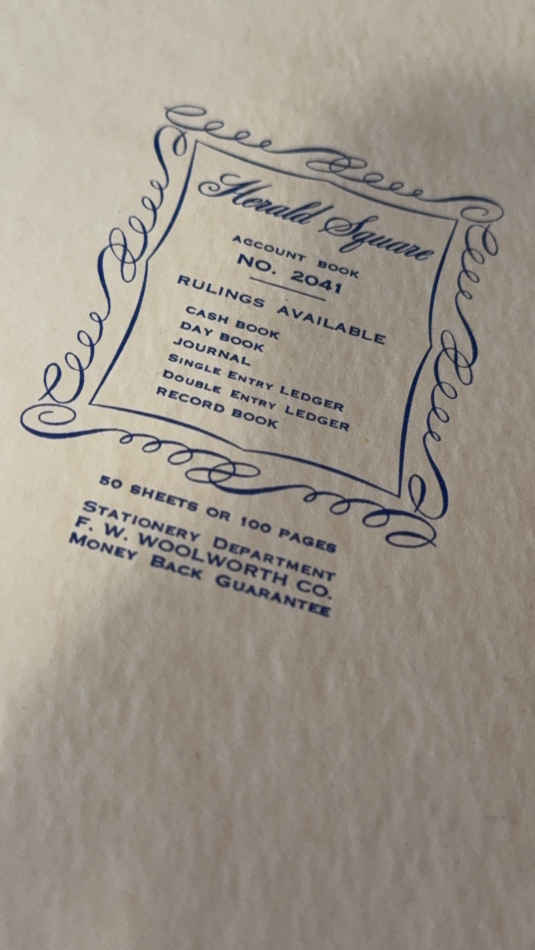 Herald Square
ACCOUNT BOOK
NO. 2041
RULINGS AVAILABLE
CASH BOOK
DAY BOOK
JOURNAL
SINGLE ENTRY LEDGER
DOUBLE ENTRY LEDGER
RECORD BOOK
50 SHEETS OR 100 PAGES
STATIONERY DEPARTMENT
F. W. WOOLWORTH CO.
MONEY BACK GUARANTEE